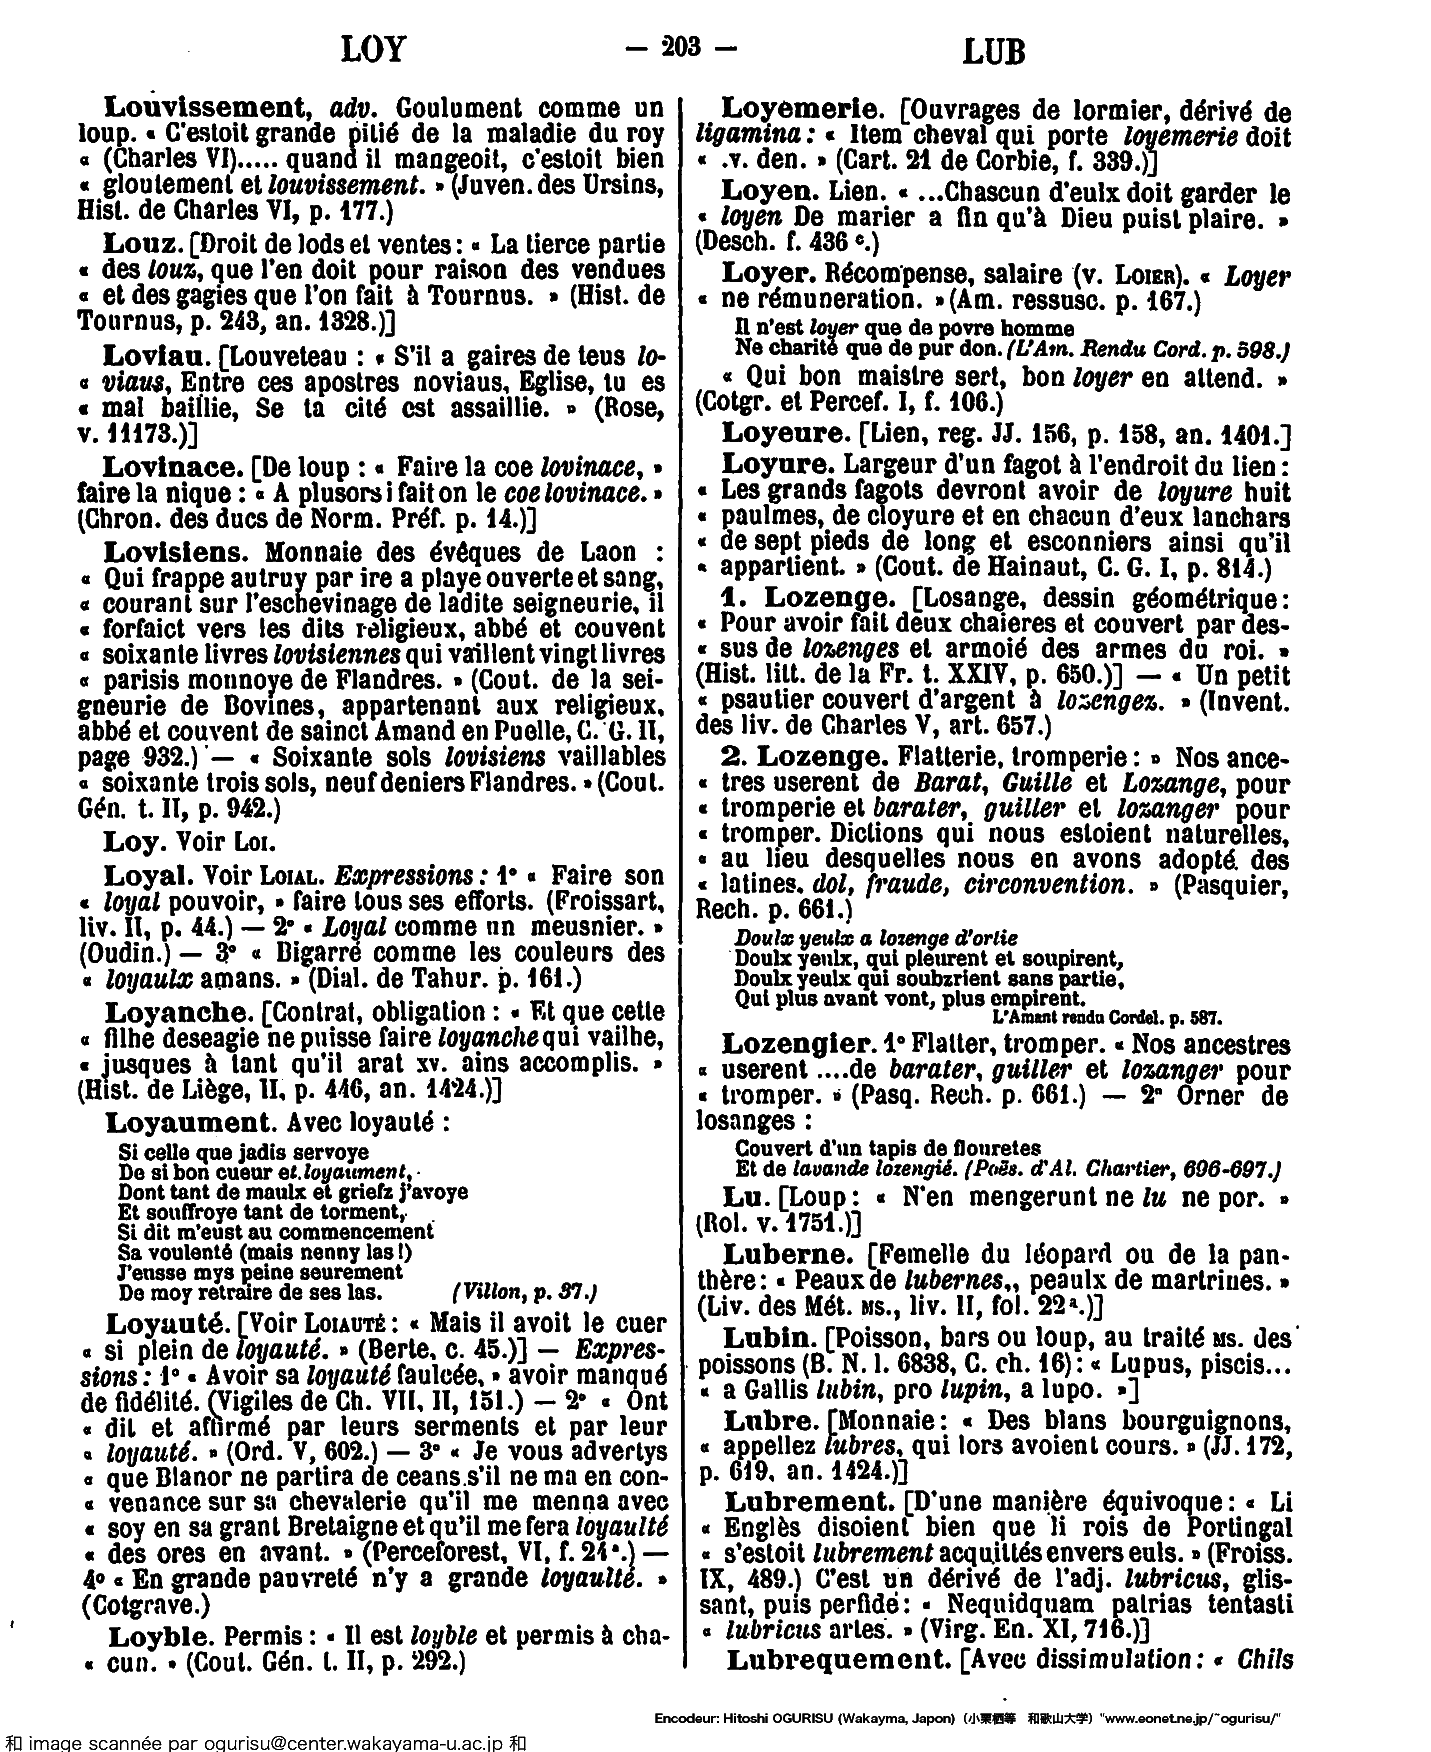 LOY — 203 — LUB
Louvissement, adv. Goulument comme un
loup. « C'estoit grande pitié de la maladie du roy
« (Charles VI)..... quand il mangeoit, c'estoit bien
« gloutement et louvissement. » (Juven. des Ursins,
Hist. de Charles VI, p. 177.)
Louz. [Droit de lods et ventes : « La tierce partie
« des louz, que l'en doit pour raison des vendues
« et des gagies que l'on fait à Tournus. » (Hist. de
Tournus, p. 243, an. 1328.)]
Loviau. [Louveteau : « S'il a gaires de teus lo-
« viaus, Entre ces apostres noviaus, Eglise, tu es
« mal baillie, Se ta cité est assaillie. » (Rose,
v. 11173.)]
Lovinace. [De loup : « Faire la coe lovinace, »
faire la nique : « A plusors i fait on le coe lovinace. »
(Chron. des ducs de Norm. Préf. p. 14.)]
Lovisiens. Monnaie des évêques de Laon :
« Qui frappe autruy par ire a playe ouverte et sang,
« courant sur l'eschevinage de ladite seigneurie, il
« forfaict vers les dits religieux, abbé et couvent
« soixante livres lovisiennes qui vaillent vingt livres
« parisis monnoye de Flandres. » (Cout. de la sei-
gneurie de Bovines, appartenant aux religieux,
abbé et couvent de sainct Amand en Puelle, C. G. II,
page 932.) — « Soixante sols lovisiens vaillables
« soixante trois sols, neuf deniers Flandres. » (Cout.
Gén. t. II, p. 942.)
Loy. Voir LOI.
Loyal. Voir LOIAL. Expressions : 1° « Faire son
« loyal pouvoir, » faire tous ses efforts. (Froissart,
liv. II, p. 44.) — 2° « Loyal comme un meusnier. »
(Oudin.) — 3° « Bigarré comme les couleurs des
« loyaulx amans. » (Dial. de Tahur. p. 161.)
Loyanche. [Contrat, obligation : « Et que cette
« filhe deseagie ne puisse faire loyanche qui vailhe,
« jusques à tant qu'il arat xv. ains accomplis. »
(Hist. de Liège, II, p. 446, an. 1424.)]
Loyaument. Avec loyauté :
Si celle que jadis servoye
De si bon cueur et loyaument,
Dont tant de maulx et griefz j'avoye
Et souffroye tant de torment,
Si dit m'eust au commencement
Sa voulenté (mais nenny las !)
J'eusse mys peine seurement
De moy retraire de ses las. (Villon, p. 37.)
Loyauté. [Voir LOIAUTÉ : « Mais il avoit le cuer
« si plein de loyauté. » (Berte, c. 45.)] — Expres-
sions : 1° « Avoir sa loyauté faulcée, » avoir manqué
de fidélité. (Vigiles de Ch. VII, II, 151.) — 2° « Ont
« dit et affirmé par leurs serments et par leur
« loyauté. » (Ord. V, 602.) — 3° « Je vous advertys
« que Blanor ne partira de ceans s'il ne ma en con-
« venance sur sa chevalerie qu'il me menna avec
« soy en sa grant Bretaigne et qu'il me fera loyaulté
« des ores en avant. » (Perceforest, VI, f. 21 ª.) —
4° « En grande pauvreté n'y a grande loyaulté. »
(Cotgrave.)
Loyble. Permis : « Il est loyble et permis à cha-
« cun. » (Cout. Gén. t. II, p. 292.)
Loyemerie. [Ouvrages de lormier, dérivé de
ligamina : « Item cheval qui porte loyemerie doit
« .v. den. » (Cart. 21 de Corbie, f. 339.)]
Loyen. Lien. « ...Chascun d'eulx doit garder le
« loyen De marier a fin qu'à Dieu puist plaire. »
(Desch. f. 436 c.)
Loyer. Récompense, salaire (v. LOIER). « Loyer
« ne rémuneration. » (Am. ressusc. p. 167.)
Il n'est loyer que de povre homme
Ne charité que de pur don. (L'Am. Rendu Cord. p. 598.)
« Qui bon maistre sert, bon loyer en attend. »
(Cotgr. et Percef. I, f. 106.)
Loyeure. [Lien, reg. JJ. 156, p. 158, an. 1401.]
Loyure. Largeur d'un fagot à l'endroit du lien :
« Les grands fagots devront avoir de loyure huit
« paulmes, de cloyure et en chacun d'eux lanchars
« de sept pieds de long et esconniers ainsi qu'il
« appartient. » (Cout. de Hainaut, C. G. I, p. 814.)
1. Lozenge. [Losange, dessin géométrique :
« Pour avoir fait deux chaieres et couvert par des-
« sus de lozenges et armoié des armes du roi. »
(Hist. litt. de la Fr. t. XXIV, p. 650.)] — « Un petit
« psautier couvert d'argent à lozengez. » (Invent.
des liv. de Charles V, art. 657.)
2. Lozenge. Flatterie, tromperie : » Nos ance-
« tres userent de Barat, Guille et Lozange, pour
« tromperie et barater, guiller et lozanger pour
« tromper. Dictions qui nous estoient naturelles,
« au lieu desquelles nous en avons adopté des
« latines, dol, fraude, circonvention. » (Pasquier,
Rech. p. 661.)
Doulx yeulx a lozenge d'ortie
Doulx yeulx, qui pleurent et soupirent,
Doulx yeulx qui soubzrient sans partie,
Qui plus avant vont, plus empirent.
L'Amant rendu Cordel. p. 587.
Lozengier. 1° Flatter, tromper. « Nos ancestres
« userent ....de barater, guiller et lozanger pour
« tromper. » (Pasq. Rech. p. 661.) — 2° Orner de
losanges :
Couvert d'un tapis de flouretes
Et de lavande lozengié. (Poës. d'Al. Chartier, 696-697.)
Lu. [Loup : « N'en mengerunt ne lu ne por. »
(Rol. v. 1751.)]
Luberne. [Femelle du léopard ou de la pan-
thère : « Peaux de lubernes,, peaulx de martrines. »
(Liv. des Mét. MS., liv. II, fol. 22 ª.)]
Lubin. [Poisson, bars ou loup, au traité MS. des
poissons (B. N. l. 6838, C. ch. 16) : « Lupus, piscis...
« a Gallis lubin, pro lupin, a lupo. »]
Lubre. [Monnaie : « Des blans bourguignons,
« appellez lubres, qui lors avoient cours. » (JJ. 172,
p. 619, an. 1424.)]
Lubrement. [D'une manière équivoque : « Li
« Englès disoient bien que li rois de Portingal
« s'estoit lubrement acquittés envers euls. » (Froiss.
IX, 489.) C'est un dérivé de l'adj. lubricus, glis-
sant, puis perfide : « Nequidquam patrias tentasti
« lubricus artes. » (Virg. En. XI, 716.)]
Lubrequement. [Avec dissimulation : « Chils
Encodeur: Hitoshi OGURISU (Wakayma, Japon) (小栗栖等 和歌山大学) "www.eonet.ne.jp/~ogurisu/"
和 image scannée par ogurisu@center.wakayama-u.ac.jp 和